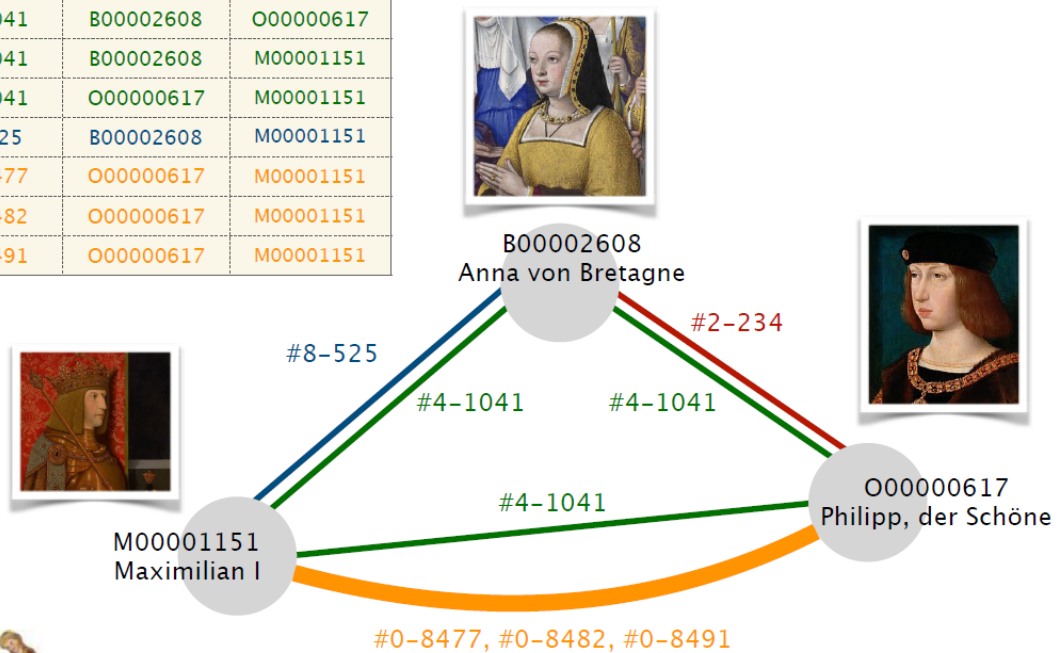 041 B00002608 O00000617
041 B00002608 M00001151
041 O00000617 M00001151
25 B00002608 M00001151
477 O00000617 M00001151
482 O00000617 M00001151
491 O00000617 M00001151
B00002608
Anna von Bretagne
#2-234
#8-525
#4-1041
#4-1041
O00000617
Philipp, der Schöne
#4-1041
M00001151
Maximilian I
#0-8477, #0-8482, #0-8491